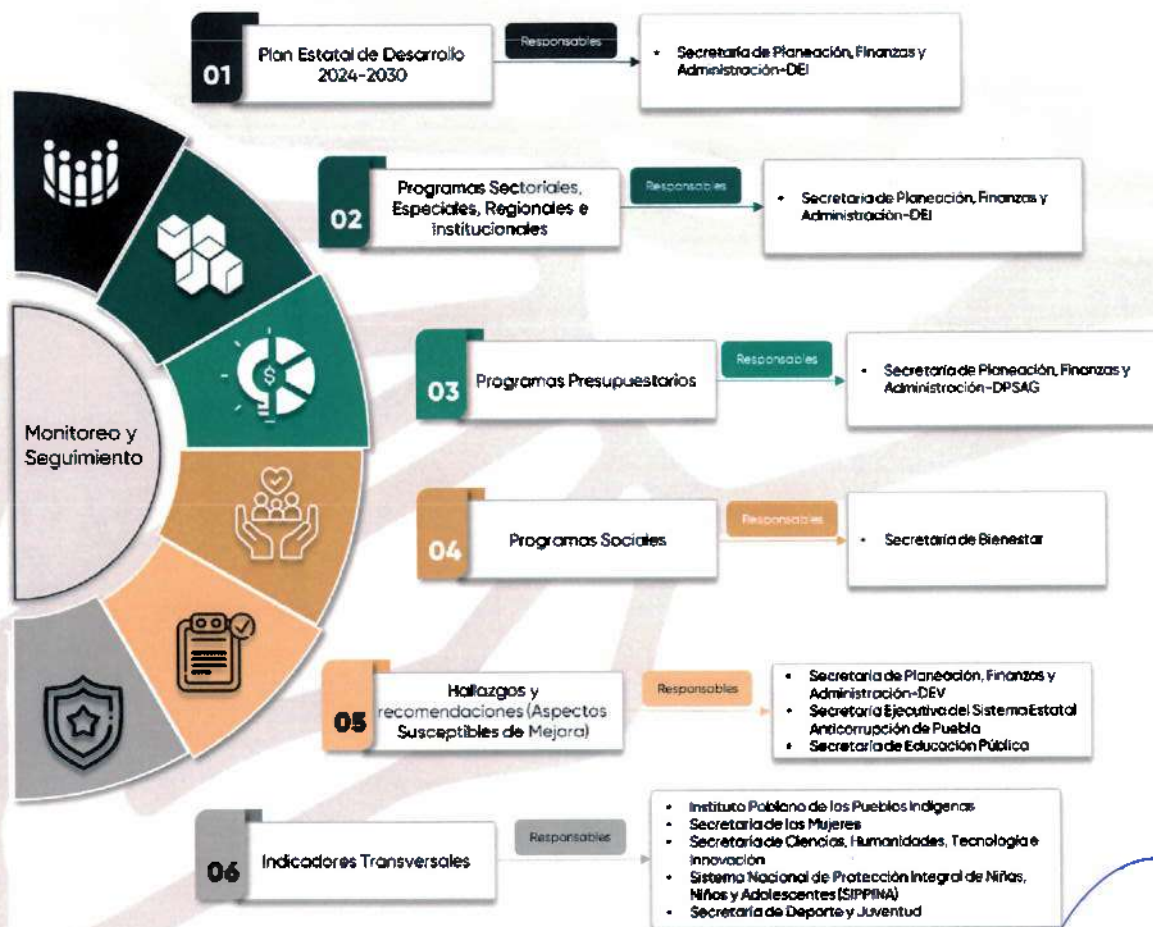 Monitoreo y
Seguimiento
01
Plan Estatal de Desarrollo
2024-2030
Responsables
• Secretaría de Planeación, Finanzas y
Administración-DEI
02
Programas Sectoriales,
Especiales, Regionales e
Institucionales
Responsables
• Secretaría de Planeación, Finanzas y
Administración-DEI
03
Programas Presupuestarios
Responsables
• Secretaría de Planeación, Finanzas y
Administración-DPSAG
04
Programas Sociales
Responsables
• Secretaría de Bienestar
05
Hallazgos y
recomendaciones (Aspectos
Susceptibles de Mejora)
Responsables
• Secretaría de Planeación, Finanzas y
Administración-DEV
• Secretaría Ejecutiva del Sistema Estatal
Anticorrupción de Puebla
• Secretaría de Educación Pública
06
Indicadores Transversales
Responsables
• Instituto Poblano de los Pueblos Indígenas
• Secretaría de las Mujeres
• Secretaría de Ciencias, Humanidades, Tecnología e
Innovación
• Sistema Nacional de Protección Integral de Niñas,
Niños y Adolescentes (SIPPINA)
• Secretaría de Deporte y Juventud